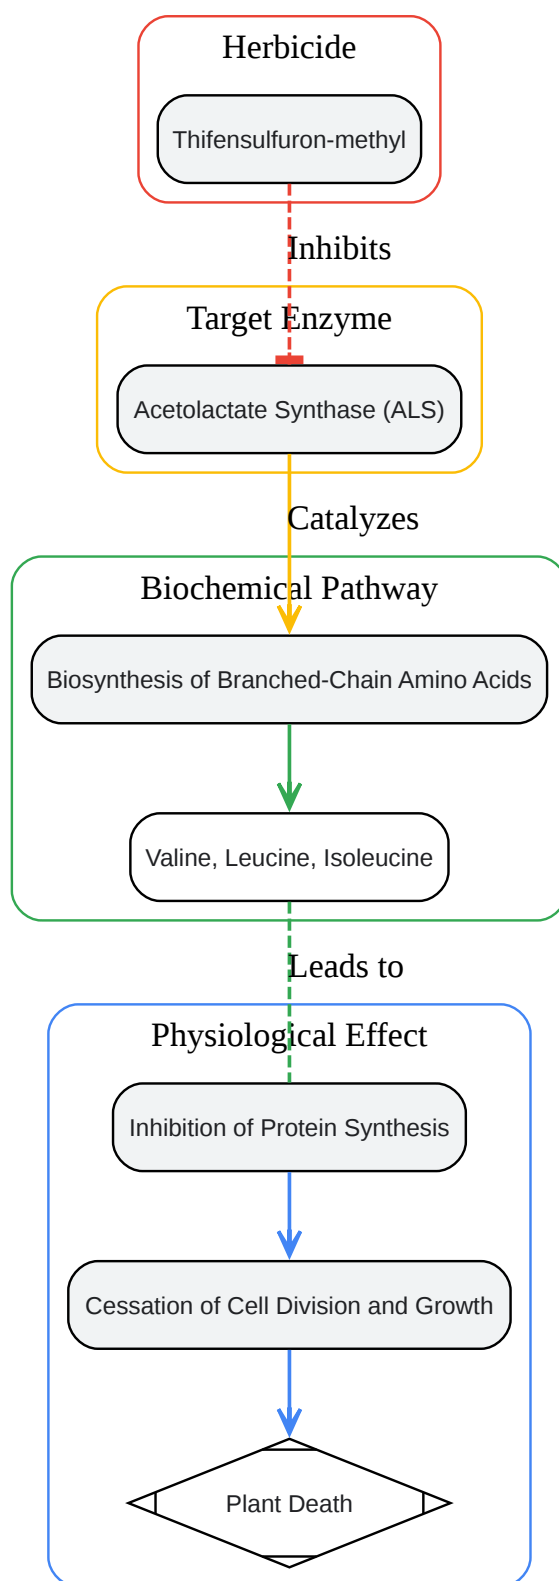 Herbicide
Thifensulfuron-methyl
Inhibits
Target Enzyme
Acetolactate Synthase (ALS)
Catalyzes
Biochemical Pathway
Biosynthesis of Branched-Chain Amino Acids
Valine, Leucine, Isoleucine
Leads to
Physiological Effect
Inhibition of Protein Synthesis
Cessation of Cell Division and Growth
Plant Death